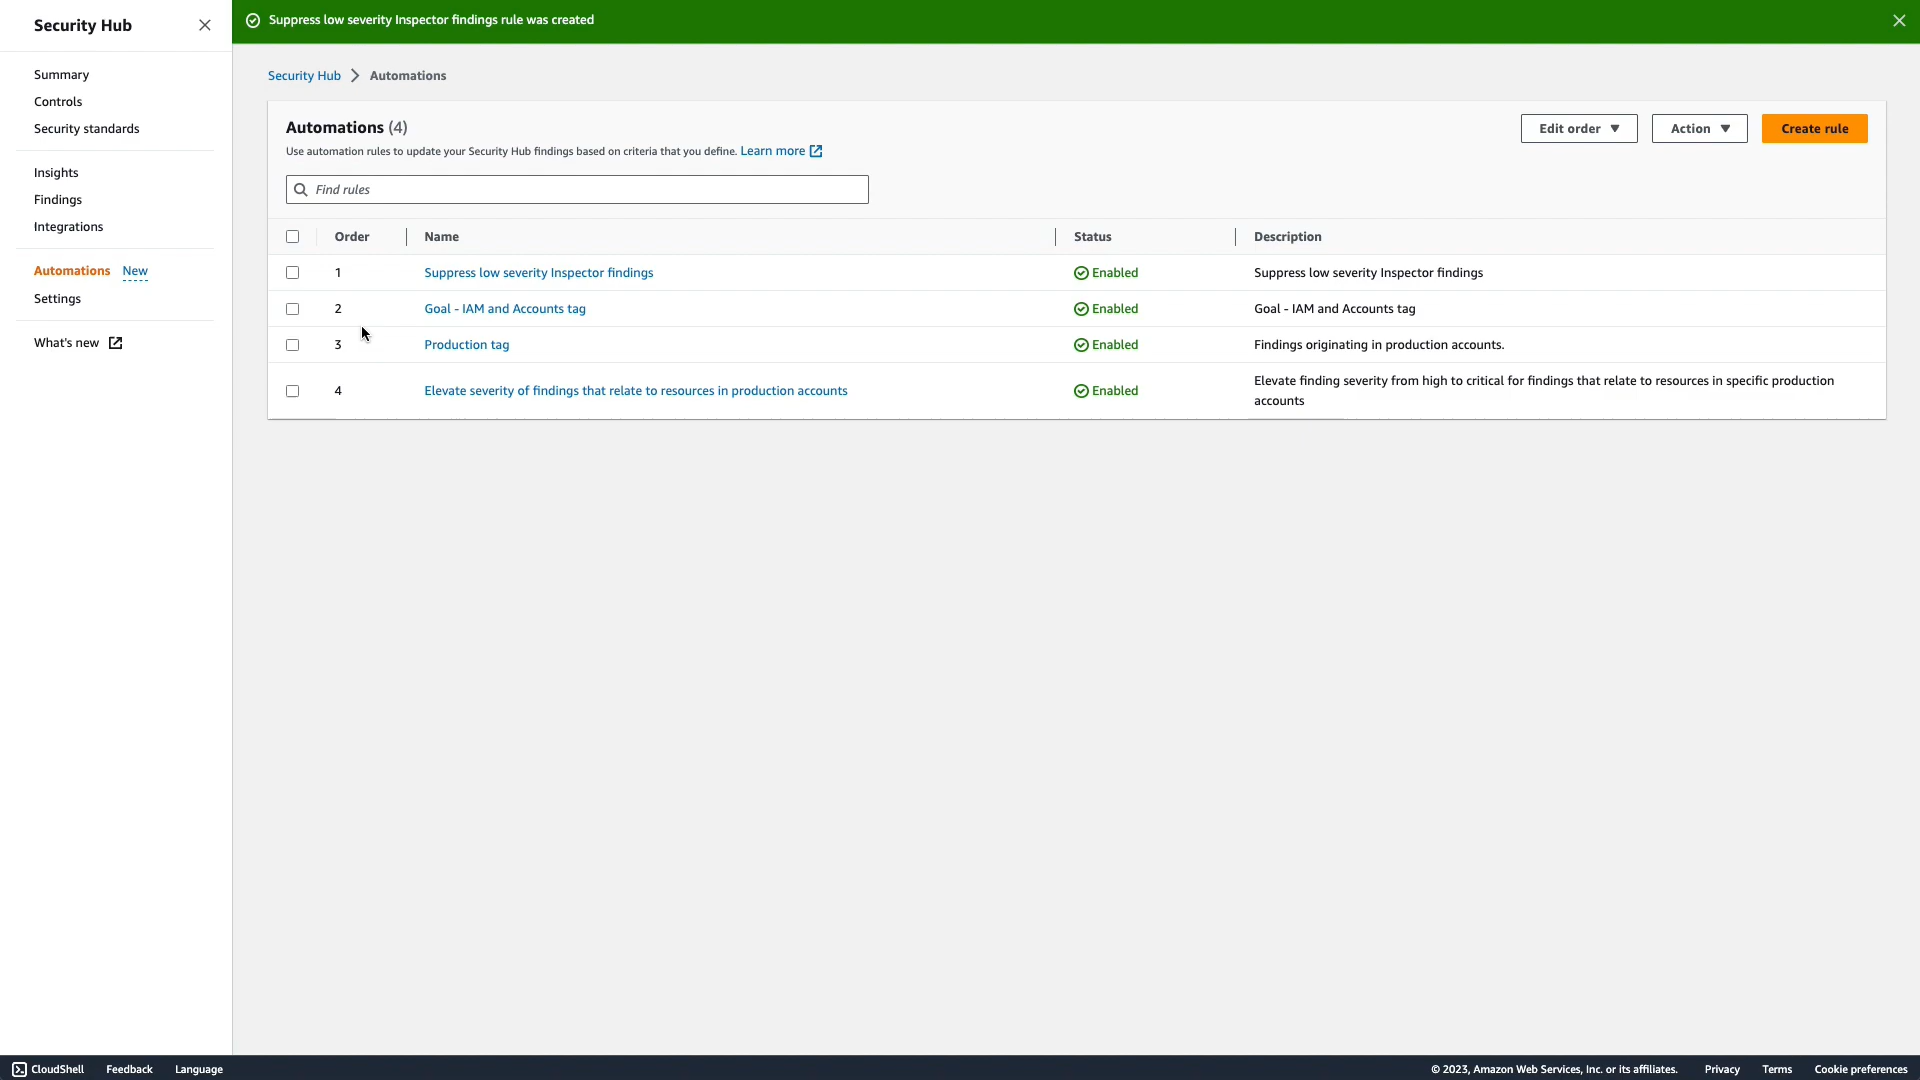 Security Hub
Suppress low severity Inspector findings rule was created
Summary
Controls
Security standards
Insights
Findings
Integrations
Automations New
Settings
What's new
Security Hub Automations
Automations (4)
Use automation rules to update your Security Hub findings based on criteria that you define. Learn more
Edit order Action Create rule
Find rules
Order Name Status Description
1 Suppress low severity Inspector findings Enabled Suppress low severity Inspector findings
2 Goal - IAM and Accounts tag Enabled Goal - IAM and Accounts tag
3 Production tag Enabled Findings originating in production accounts.
4 Elevate severity of findings that relate to resources in production accounts Enabled Elevate finding severity from high to critical for findings that relate to resources in specific production
accounts
CloudShell Feedback Language © 2023, Amazon Web Services, Inc. or its affiliates. Privacy Terms Cookie preferences